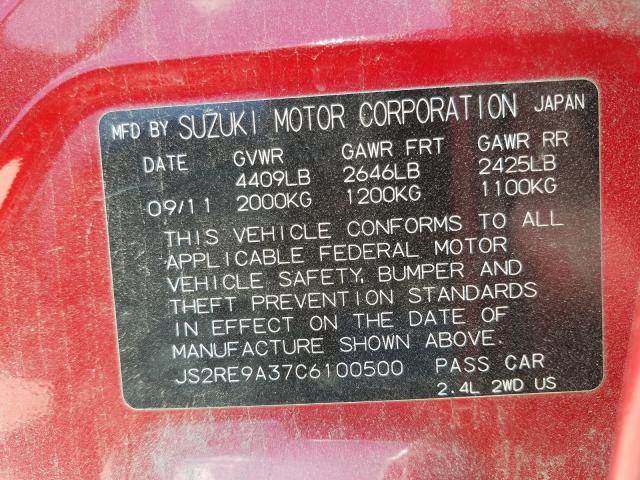 MFD BY SUZUKI MOTOR CORPORATION JAPAN
DATE GVWR GAWR FRT GAWR RR
4409LB 2646LB 2425LB
09/11 2000KG 1200KG 1100KG
THIS VEHICLE CONFORMS TO ALL
APPLICABLE FEDERAL MOTOR
VEHICLE SAFETY, BUMPER AND
THEFT PREVENTION STANDARDS
IN EFFECT ON THE DATE OF
MANUFACTURE SHOWN ABOVE.
JS2RE9A37C6100500 PASS CAR
2.4L 2WD US